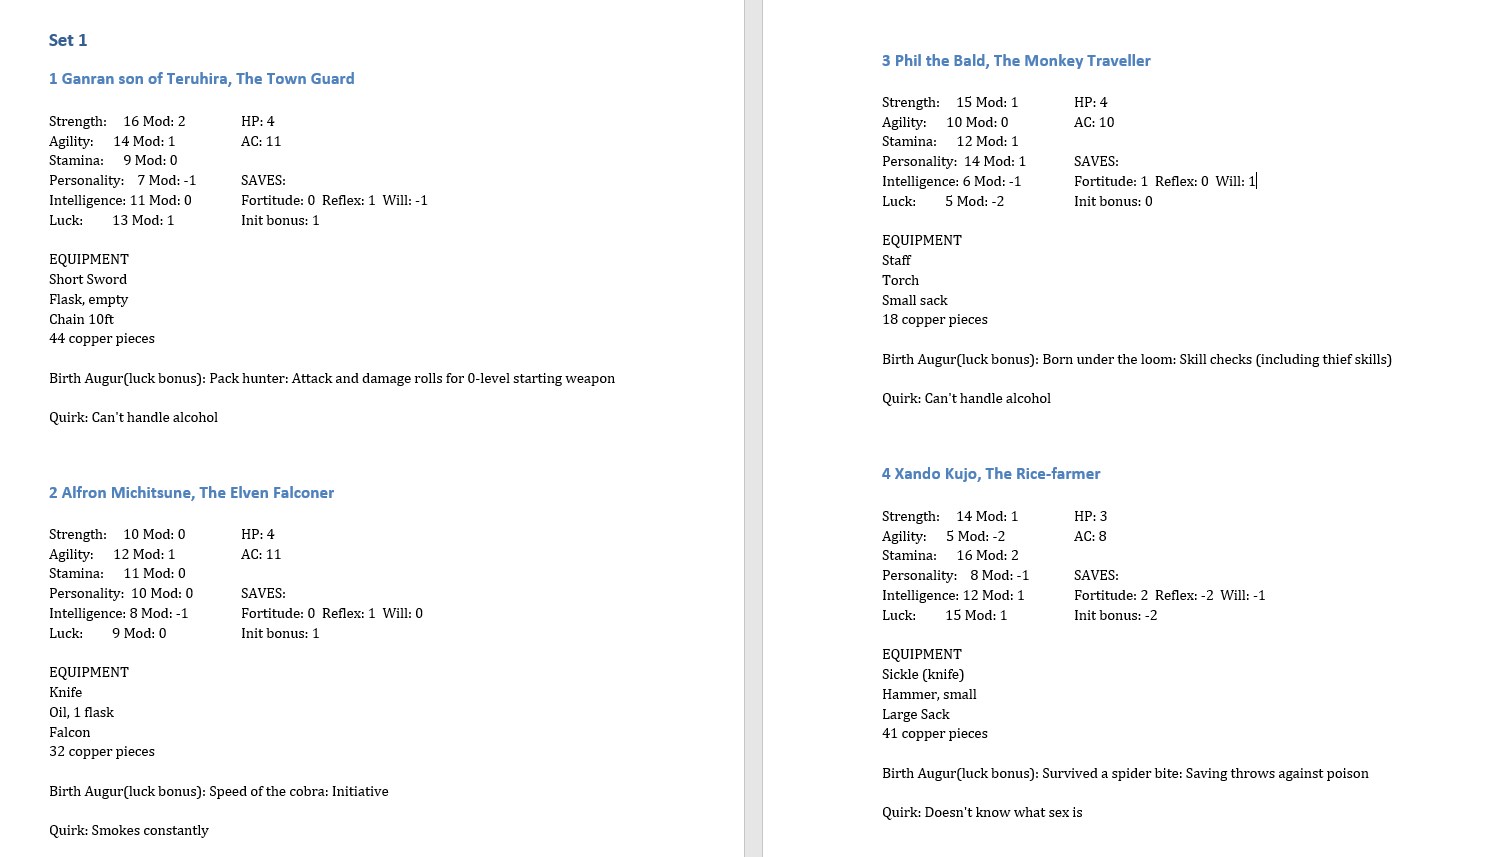 Set 1
1 Ganran son of Teruhira, The Town Guard
Strength: 16 Mod: 2 HP: 4
Agility: 14 Mod: 1 AC: 11
Stamina: 9 Mod: 0
Personality: 7 Mod: -1 SAVES:
Intelligence: 11 Mod: 0 Fortitude: 0 Reflex: 1 Will: -1
Luck: 13 Mod: 1 Init bonus: 1
EQUIPMENT
Short Sword
Flask, empty
Chain 10ft
44 copper pieces
Birth Augur(luck bonus): Pack hunter: Attack and damage rolls for 0-level starting weapon
Quirk: Can't handle alcohol
2 Alfron Michitsune, The Elven Falconer
Strength: 10 Mod: 0 HP: 4
Agility: 12 Mod: 1 AC: 11
Stamina: 11 Mod: 0
Personality: 10 Mod: 0 SAVES:
Intelligence: 8 Mod: -1 Fortitude: 0 Reflex: 1 Will: 0
Luck: 9 Mod: 0 Init bonus: 1
EQUIPMENT
Knife
Oil, 1 flask
Falcon
32 copper pieces
Birth Augur(luck bonus): Speed of the cobra: Initiative
Quirk: Smokes constantly
3 Phil the Bald, The Monkey Traveller
Strength: 15 Mod: 1 HP: 4
Agility: 10 Mod: 0 AC: 10
Stamina: 12 Mod: 1
Personality: 14 Mod: 1 SAVES:
Intelligence: 6 Mod: -1 Fortitude: 1 Reflex: 0 Will: 1
Luck: 5 Mod: -2 Init bonus: 0
EQUIPMENT
Staff
Torch
Small sack
18 copper pieces
Birth Augur(luck bonus): Born under the loom: Skill checks (including thief skills)
Quirk: Can't handle alcohol
4 Xando Kujo, The Rice-farmer
Strength: 14 Mod: 1 HP: 3
Agility: 5 Mod: -2 AC: 8
Stamina: 16 Mod: 2
Personality: 8 Mod: -1 SAVES:
Intelligence: 12 Mod: 1 Fortitude: 2 Reflex: -2 Will: -1
Luck: 15 Mod: 1 Init bonus: -2
EQUIPMENT
Sickle (knife)
Hammer, small
Large Sack
41 copper pieces
Birth Augur(luck bonus): Survived a spider bite: Saving throws against poison
Quirk: Doesn't know what sex is